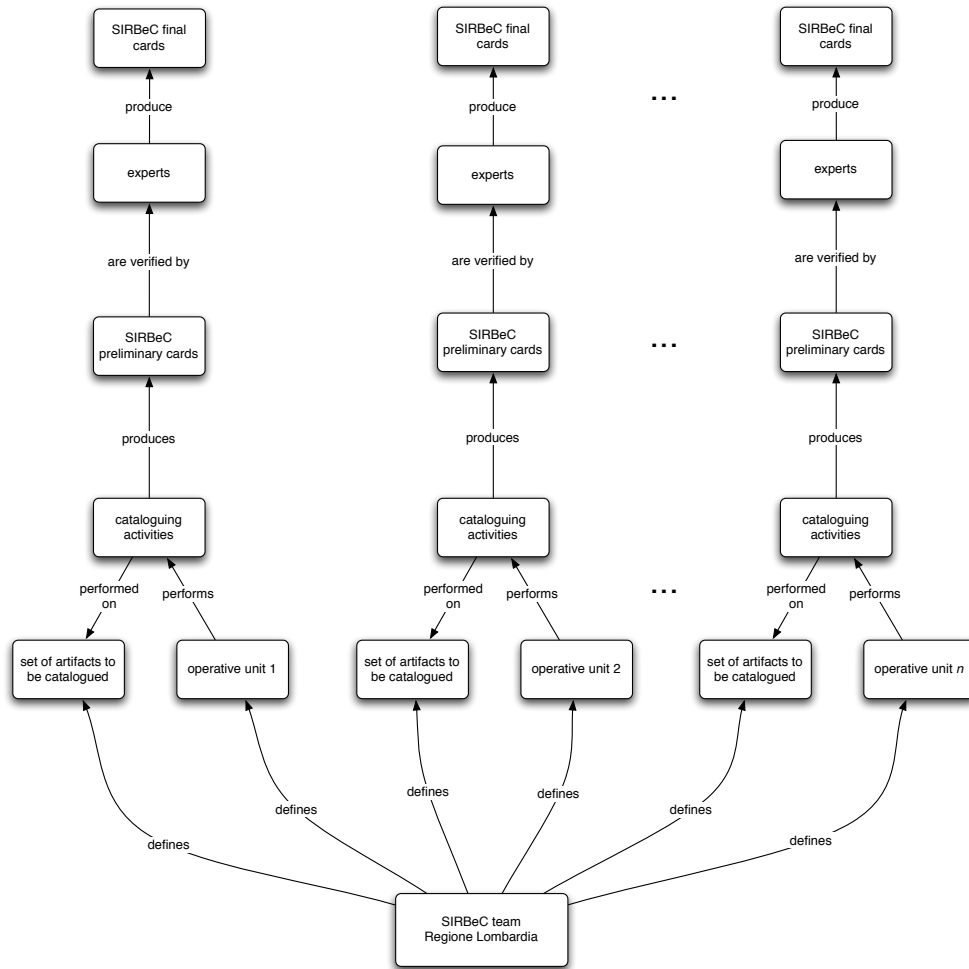 SIRBeC final
cards
SIRBeC final
cards
SIRBeC final
cards
...
produce
produce
produce
experts
experts
experts
are verified by
are verified by
are verified by
SIRBeC
preliminary cards
SIRBeC
preliminary cards
...
SIRBeC
preliminary cards
produces
produces
produces
cataloguing
activities
cataloguing
activities
cataloguing
activities
performed
on
performs
performed
on
performs
...
performed
on
performs
set of artifacts to
be catalogued
operative unit 1
set of artifacts to
be catalogued
operative unit 2
set of artifacts to
be catalogued
operative unit n
defines
defines
defines
defines
defines
defines
SIRBeC team
Regione Lombardia